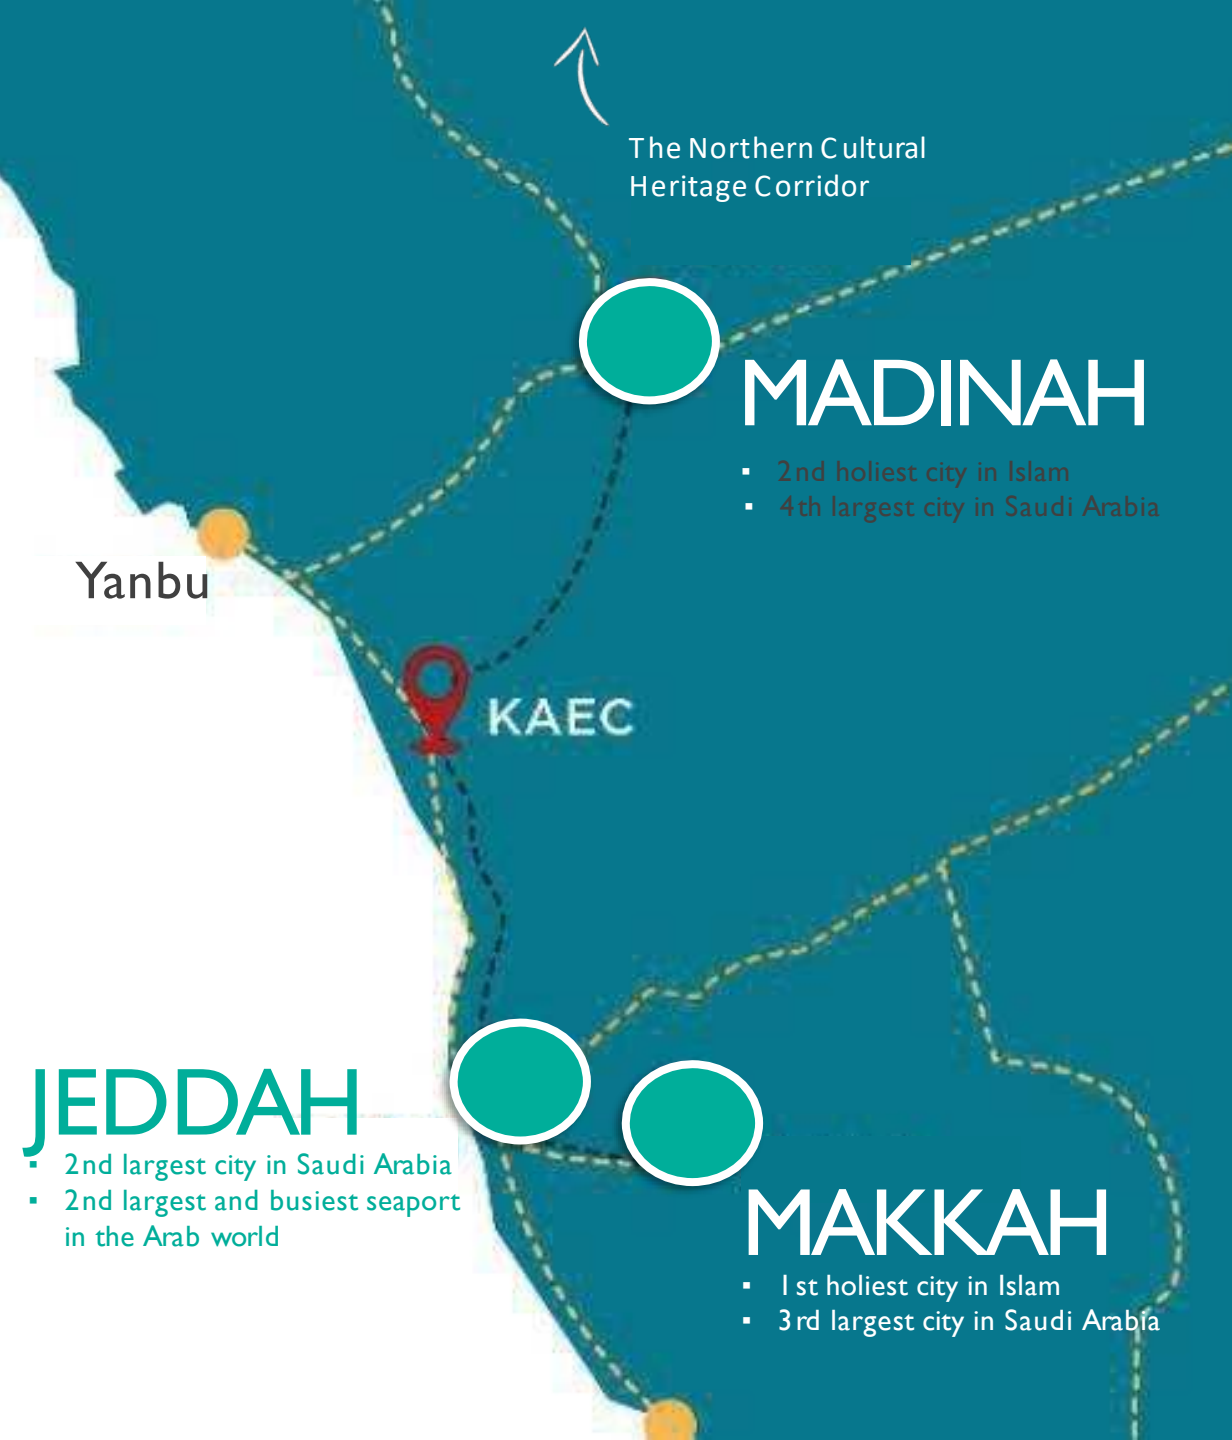 The Northern Cultural
Heritage Corridor
MADINAH
▪ 2nd holiest city in Islam
▪ 4th largest city in Saudi Arabia
Yanbu
KAEC
JEDDAH
▪ 2nd largest city in Saudi Arabia
▪ 2nd largest and busiest seaport
in the Arab world
MAKKAH
▪ 1st holiest city in Islam
▪ 3rd largest city in Saudi Arabia